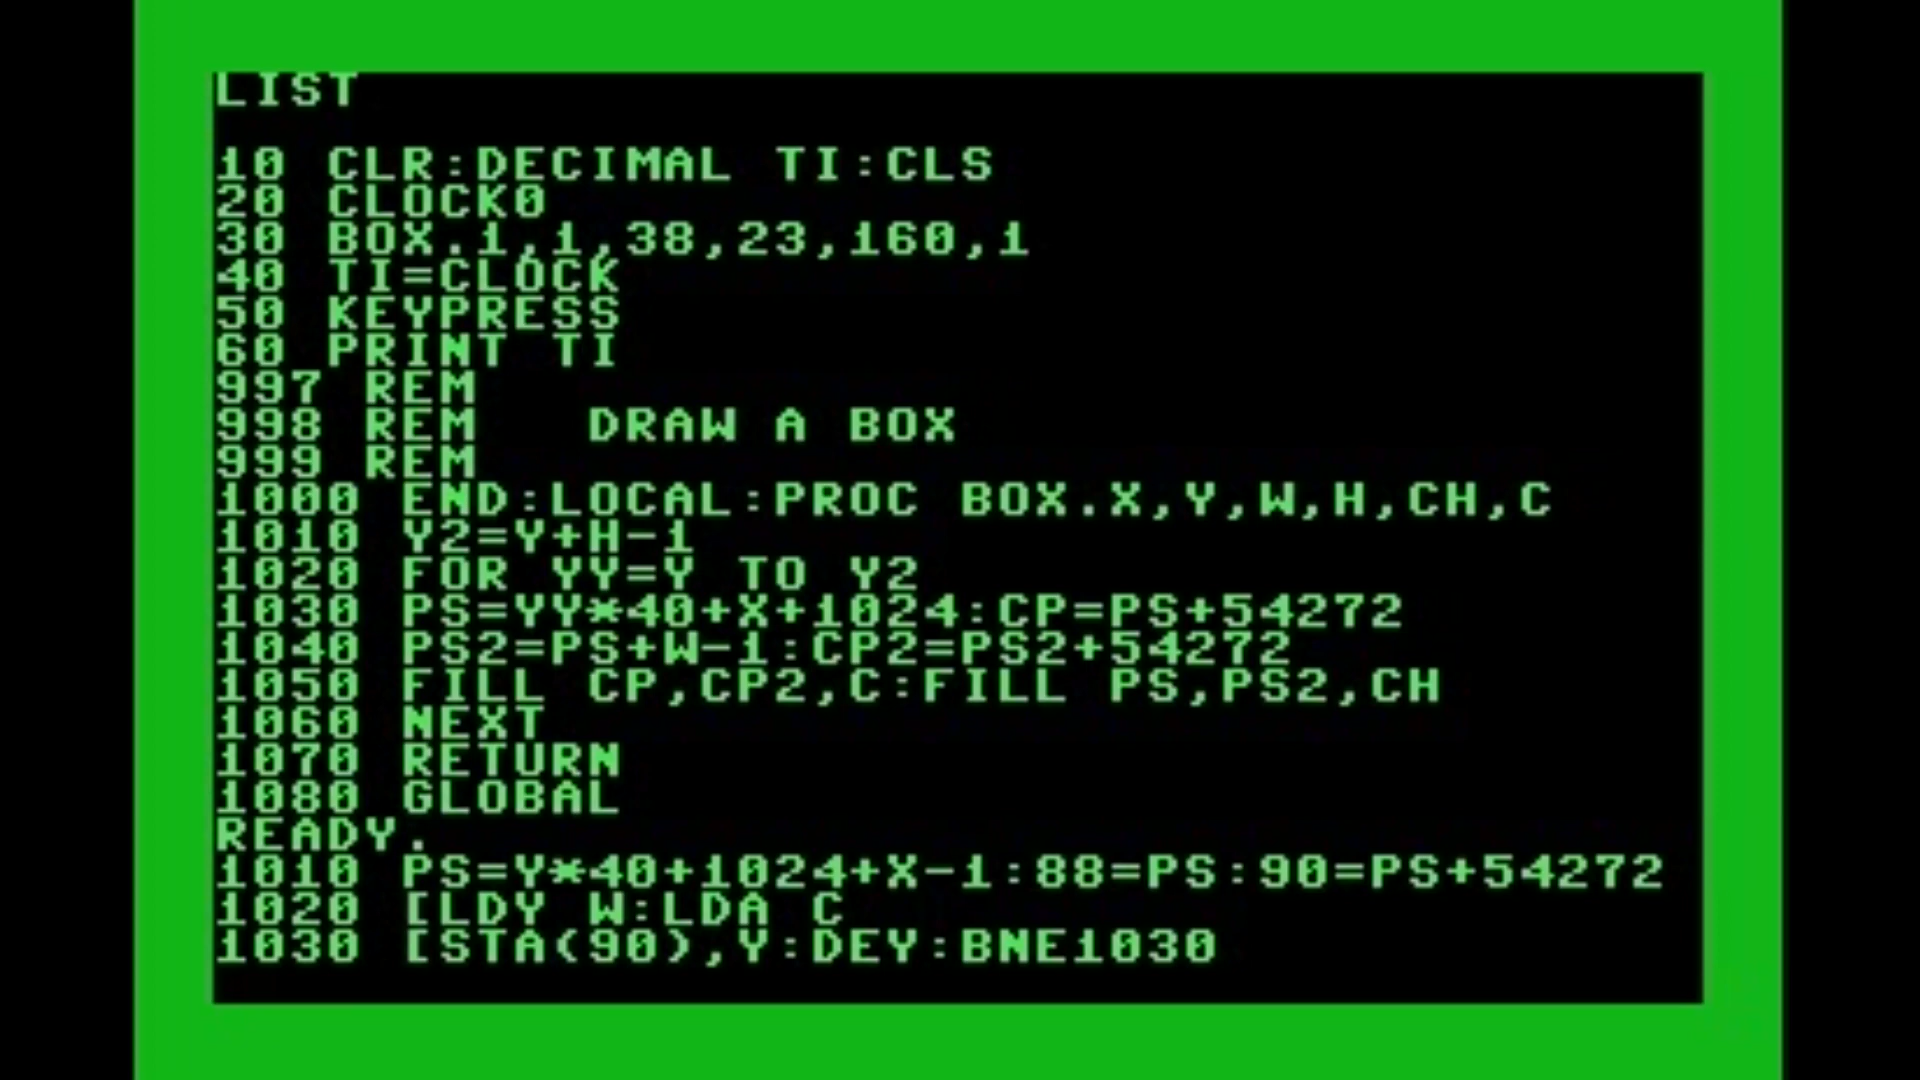 LIST
10 CLR:DECIMAL TI:CLS
20 CLOCK0
30 BOX.1,1,38,23,160,1
40 TI=CLOCK
50 KEYPRESS
60 PRINT TI
997 REM
998 REM   DRAW A BOX
999 REM
1000 END:LOCAL:PROC BOX.X,Y,W,H,CH,C
1010 Y2=Y+H-1
1020 FOR YY=Y TO Y2
1030 PS=YY*40+X+1024:CP=PS+54272
1040 PS2=PS+W-1:CP2=PS2+54272
1050 FILL CP,CP2,C:FILL PS,PS2,CH
1060 NEXT
1070 RETURN
1080 GLOBAL
READY.
1010 PS=Y*40+1024+X-1:88=PS:90=PS+54272
1020 [LDY W:LDA C
1030 [STA(90),Y:DEY:BNE1030